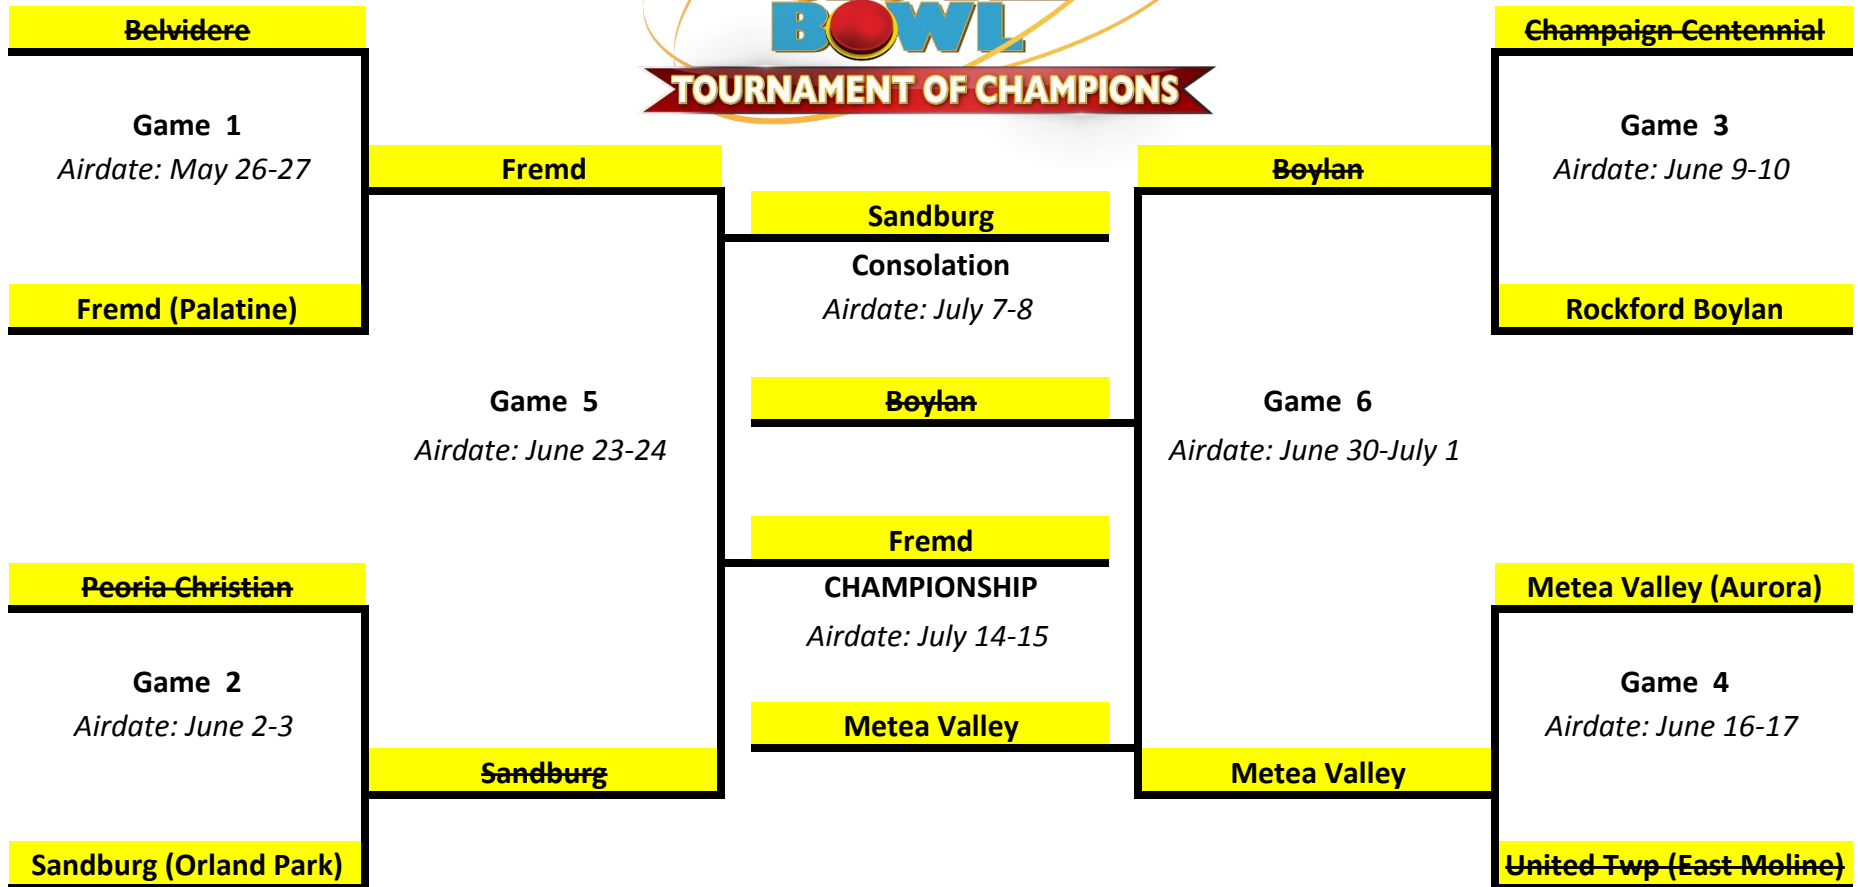 BOWL
TOURNAMENT OF CHAMPIONS
Belvidere
Game 1
Airdate: May 26-27
Fremd (Palatine)
Peoria Christian
Game 2
Airdate: June 2-3
Sandburg (Orland Park)
Fremd
Game 5
Airdate: June 23-24
Sandburg
Sandburg
Consolation
Airdate: July 7-8
Boylan
Fremd
CHAMPIONSHIP
Airdate: July 14-15
Metea Valley
Boylan
Game 6
Airdate: June 30-July 1
Metea Valley
Champaign Centennial
Game 3
Airdate: June 9-10
Rockford Boylan
Metea Valley (Aurora)
Game 4
Airdate: June 16-17
United Twp (East Moline)